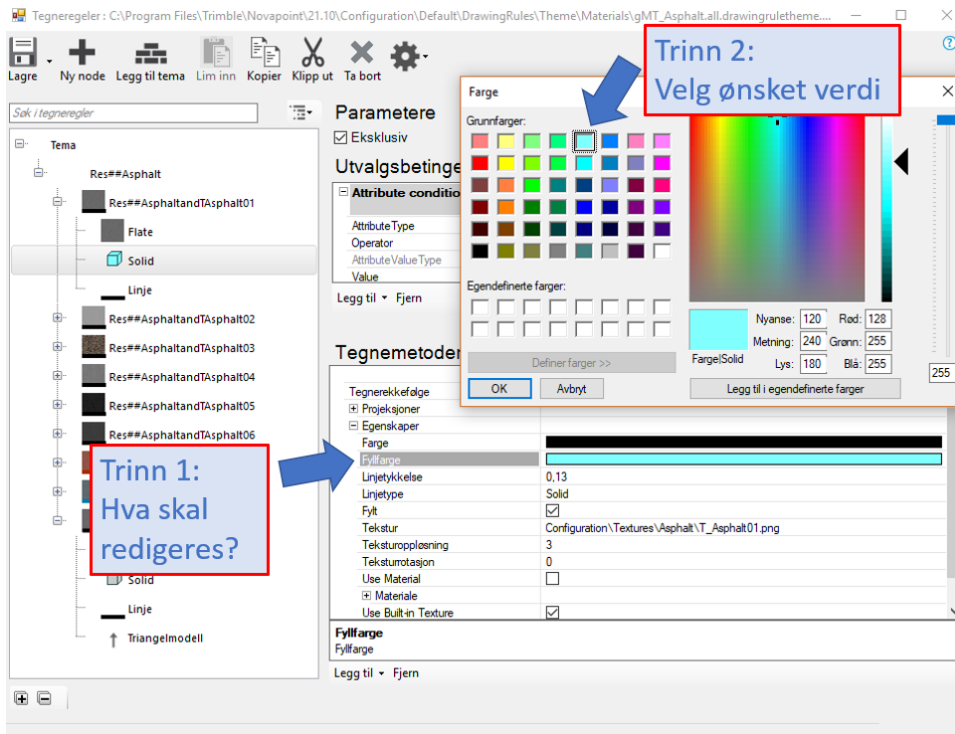 Tegneregeler : C:\Program Files\Trimble\Novapoint\21.10\Configuration\Default\DrawingRules\Theme\Materials\gMT_Asphalt.all.drawingruletheme....
Lagre
Ny node
Legg til tema
Lim inn
Kopier
Klipp ut
Ta bort
Trinn 2:
Velg ønsket verdi
Søk i tegneregler
Tema
Res##Asphalt
Res##AsphaltandTAsphalt01
Flate
Solid
Linje
Res##AsphaltandTAsphalt02
Res##AsphaltandTAsphalt03
Res##AsphaltandTAsphalt04
Res##AsphaltandTAsphalt05
Res##AsphaltandTAsphalt06
Trinn 1:
Hva skal
redigeres?
Solid
Linje
Triangelmodell
Parametere
Eksklusiv
Utvalgsbetinge
Attribute conditio
AttributeType
Operator
AttributeValueType
Value
Legg til Fjern
Farge
Grunnfarger:
Egendefinerte farger:
Definer farger >>
OK
Avbryt
Farge|Solid
Nyanse: 120 Rød: 128
Metning: 240 Grønn: 255
Lys: 180 Blå: 255
Legg til i egendefinerte farger
255
Tegnemetoder
Tegnerekkefølge
Projeksjoner
Egenskaper
Farge
Fyllfarge
Linjetykkelse 0,13
Linjetype Solid
Fylt
Tekstur Configuration\Textures\Asphalt\T_Asphalt01.png
Teksturoppløsning 3
Teksturrotasjon 0
Use Material
Materiale
Use Built-in Texture
Fyllfarge
Fyllfarge
Legg til Fjern